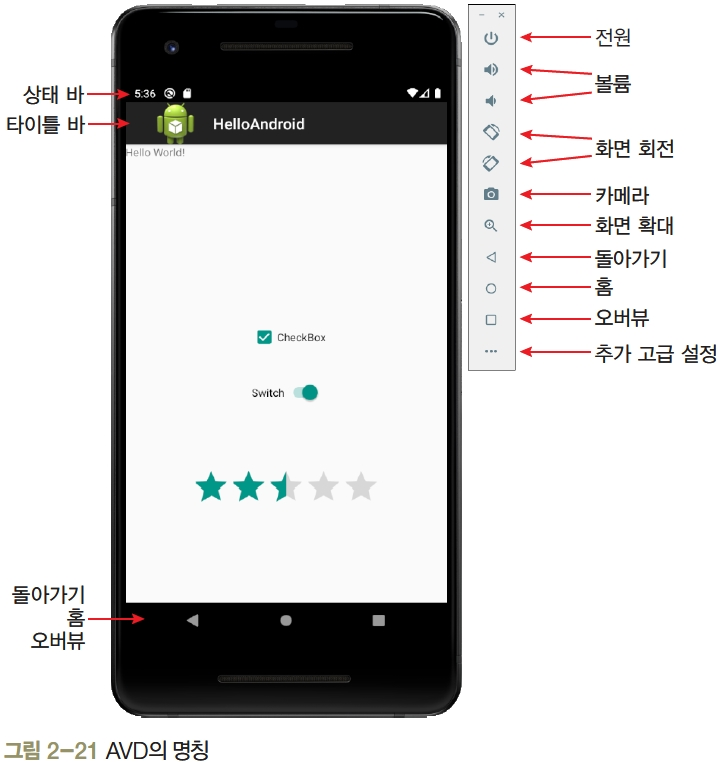 전원
볼륨
상태 바
5:36
타이틀 바
HelloAndroid
Hello World!
화면 회전
카메라
화면 확대
돌아가기
홈
오버뷰
추가 고급 설정
CheckBox
Switch
돌아가기
홈
오버뷰
그림 2-21 AVD의 명칭